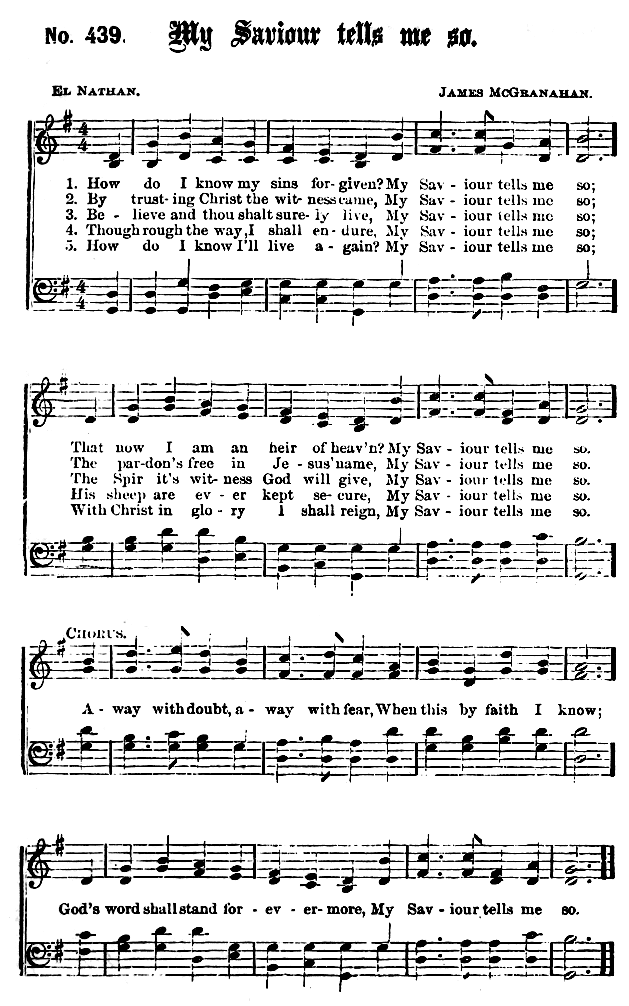 No. 439. My Saviour tells me so.
El Nathan. James McGranahan.
1. How do I know my sins for-given? My Sav-iour tells me so;
2. By trust-ing Christ the wit-ness came, My Sav-iour tells me so;
3. Be-lieve and thou shalt sure-ly live, My Sav-iour tells me so;
4. Though rough the way, I shall en-dure, My Sav-iour tells me so;
5. How do I know I'll live a-gain? My Sav-iour tells me so;
That now I am an heir of heav'n? My Sav-iour tells me so.
The par-don's free in Je-sus' name, My Sav-iour tells me so.
The Spir it's wit-ness God will give, My Sav-iour tells me so.
His sheep are ev-er kept se-cure, My Sav-iour tells me so.
With Christ in glo-ry I shall reign, My Sav-iour tells me so.
Chorus.
A-way with doubt, a-way with fear, When this by faith I know;
God's word shall stand for-ev-er-more, My Sav-iour tells me so.